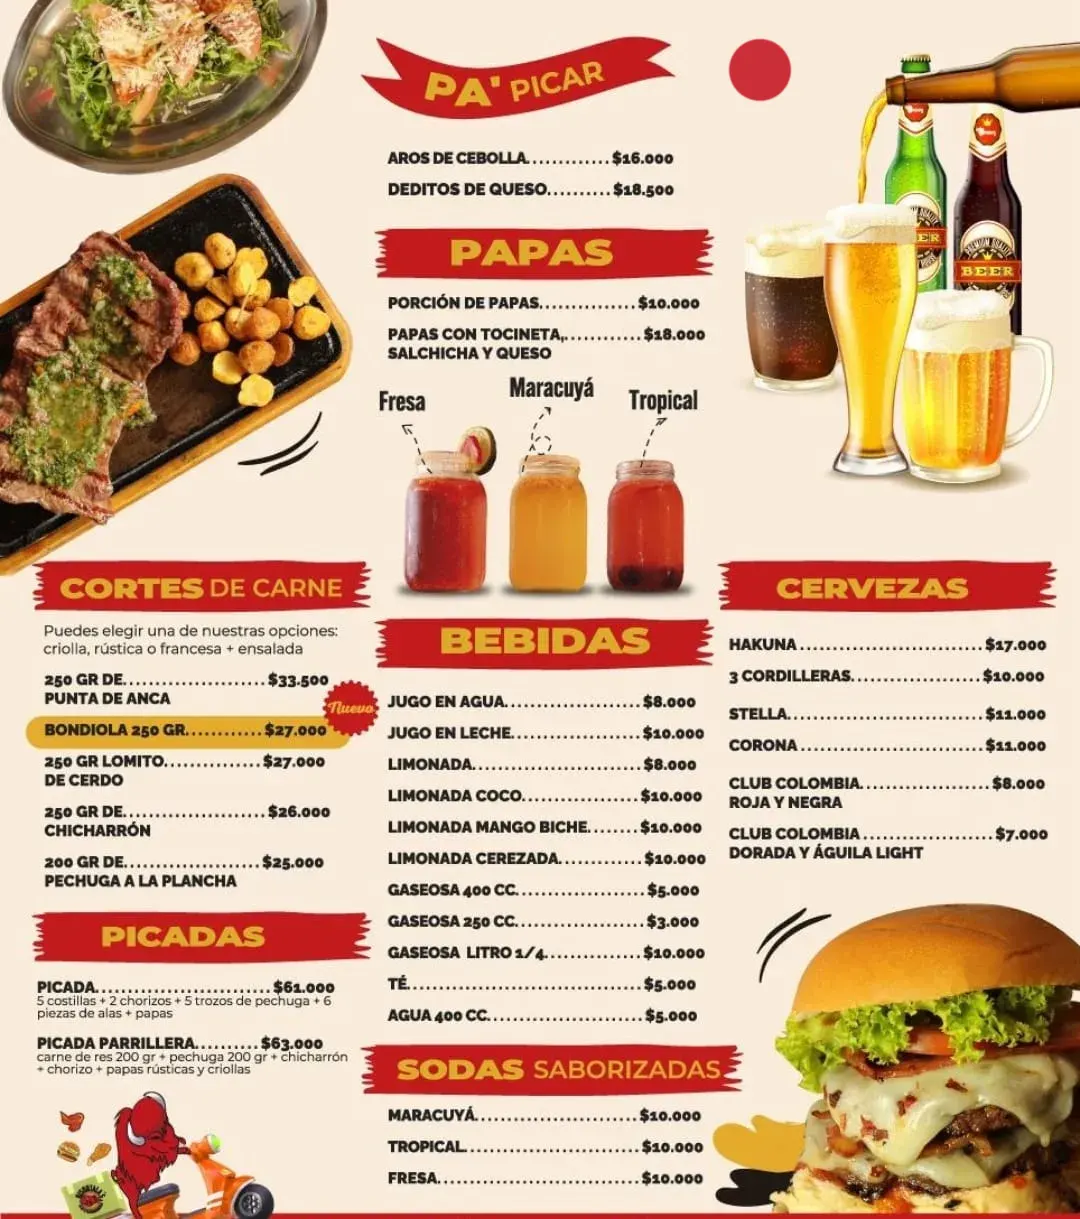 PA' PICAR
AROS DE CEBOLLA............$16.000
DEDITOS DE QUESO.........$18.500
PAPAS
PORCIÓN DE PAPAS..............$10.000
PAPAS CON TOCINETA,...........$18.000
SALCHICHA Y QUESO
Fresa
Maracuyá
Tropical
CORTES DE CARNE
Puedes elegir una de nuestras opciones:
criolla, rústica o francesa + ensalada
250 GR DE.....................$33.500
PUNTA DE ANCA
Nuevo
BONDIOLA 250 GR............$27.000
250 GR LOMITO..............$27.000
DE CERDO
250 GR DE.....................$26.000
CHICHARRÓN
200 GR DE....................$25.000
PECHUGA A LA PLANCHA
PICADAS
PICADA..........................$61.000
5 costillas + 2 chorizos + 5 trozos de pechuga + 6
piezas de alas + papas
PICADA PARRILLERA.........$63.000
carne de res 200 gr + pechuga 200 gr + chicharrón
+ chorizo + papas rústicas y criollas
BEBIDAS
JUGO EN AGUA....................$8.000
JUGO EN LECHE...................$10.000
LIMONADA........................$8.000
LIMONADA COCO.................$10.000
LIMONADA MANGO BICHE.......$10.000
LIMONADA CEREZADA............$10.000
GASEOSA 400 CC...................$5.000
GASEOSA 250 CC...................$3.000
GASEOSA LITRO 1/4..............$10.000
TÉ..................................$5.000
AGUA 400 CC.......................$5.000
SODAS SABORIZADAS
MARACUYÁ.......................$10.000
TROPICAL.........................$10.000
FRESA.............................$10.000
BEER
PREMIUM QUALITY
BEER
CERVEZAS
HAKUNA...........................$17.000
3 CORDILLERAS...................$10.000
STELLA............................$11.000
CORONA...........................$11.000
CLUB COLOMBIA...................$8.000
ROJA Y NEGRA
CLUB COLOMBIA...................$7.000
DORADA Y ÁGUILA LIGHT